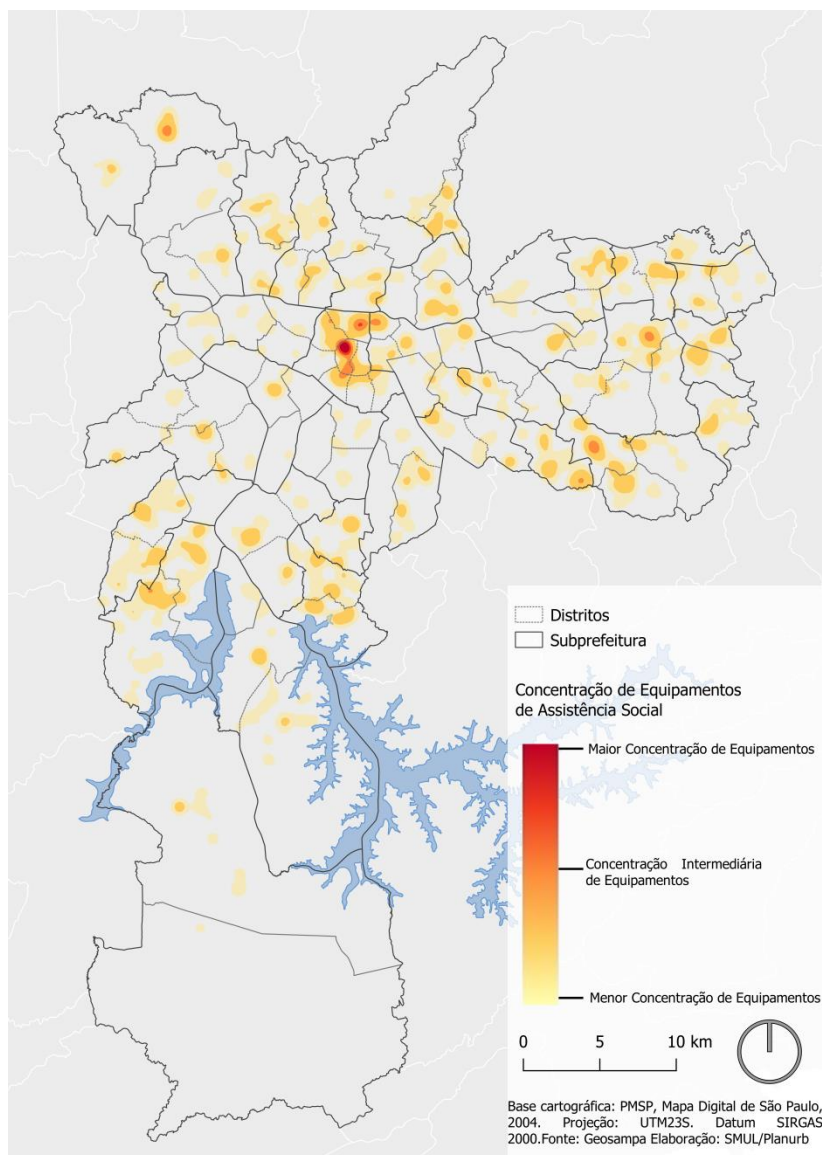 Distritos
Subprefeitura
Concentração de Equipamentos
de Assistência Social
Maior Concentração de Equipamentos
Concentração Intermediária
de Equipamentos
Menor Concentração de Equipamentos
0 5 10 km
Base cartográfica: PMSP, Mapa Digital de São Paulo,
2004. Projeção: UTM23S. Datum SIRGAS
2000.Fonte: Geosampa Elaboração: SMUL/Planurb